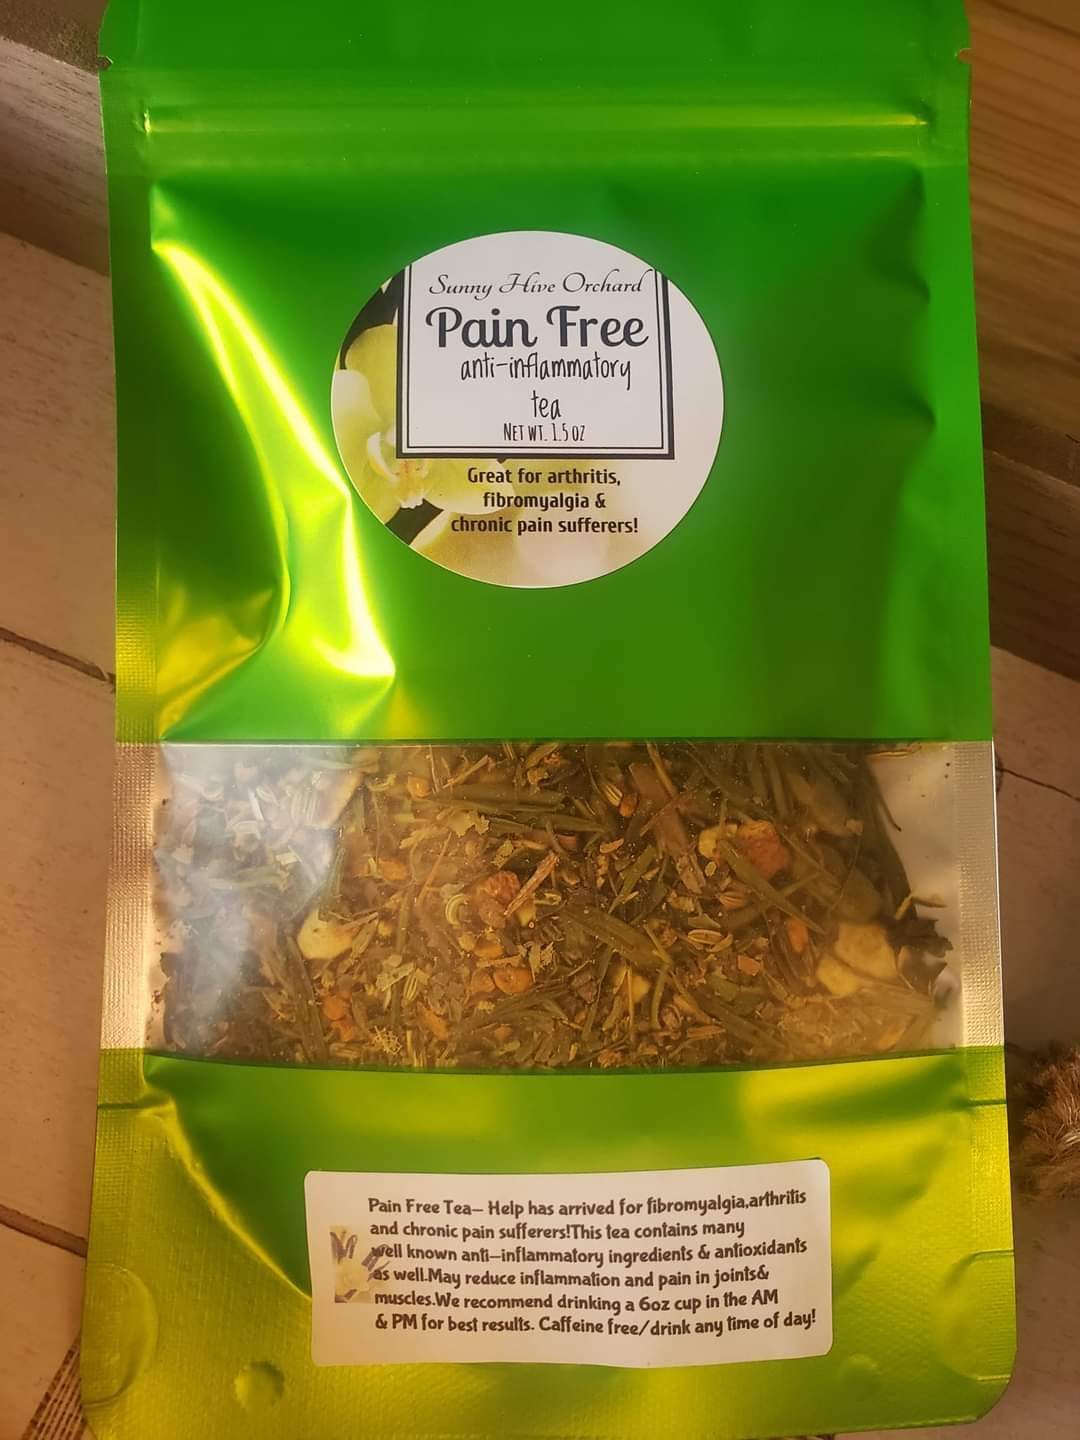 Sunny Hive Orchard
Pain Free
anti-inflammatory
tea
NET WT. 1.5 OZ
Great for arthritis,
fibromyalgia &
chronic pain sufferers!
Pain Free Tea- Help has arrived for fibromyalgia,arthritis
and chronic pain sufferers!This tea contains many
well known anti-inflammatory ingredients & antioxidants
as well.May reduce inflammation and pain in joints&
muscles.We recommend drinking a 6oz cup in the AM
& PM for best results. Caffeine free/drink any time of day!